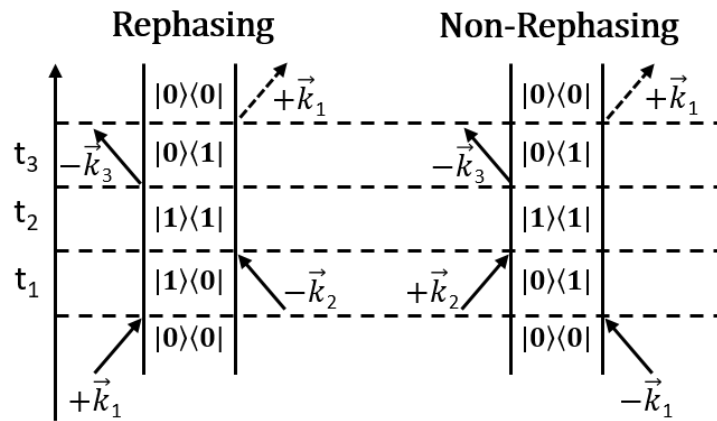 Rephasing Non-Rephasing
|0⟩⟨0| +k⃗₁ |0⟩⟨0| +k⃗₁
t₃ −k⃗₃ |0⟩⟨1| −k⃗₃ |0⟩⟨1|
t₂ |1⟩⟨1| |1⟩⟨1|
t₁ |1⟩⟨0| −k⃗₂ +k⃗₂ |0⟩⟨1|
|0⟩⟨0| |0⟩⟨0|
+k⃗₁ −k⃗₁